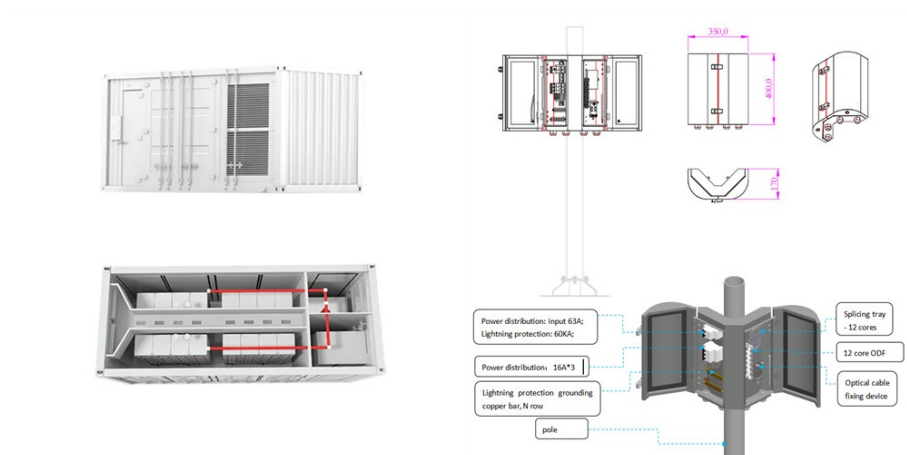 350,0
400,0
170
Power distribution: input 63A;
Lightning protection: 60KA;
Power distribution: 16A*3
Lightning protection grounding
copper bar, N row
pole
Splicing tray
- 12 cores
12 core ODF
Optical cable
fixing device